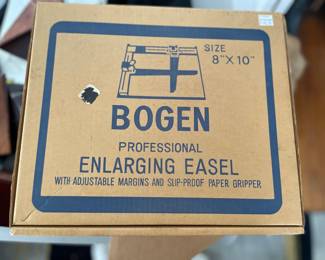 SIZE
8" X 10"
BOGEN
PROFESSIONAL
ENLARGING EASEL
WITH ADJUSTABLE MARGINS AND SLIP-PROOF PAPER GRIPPER